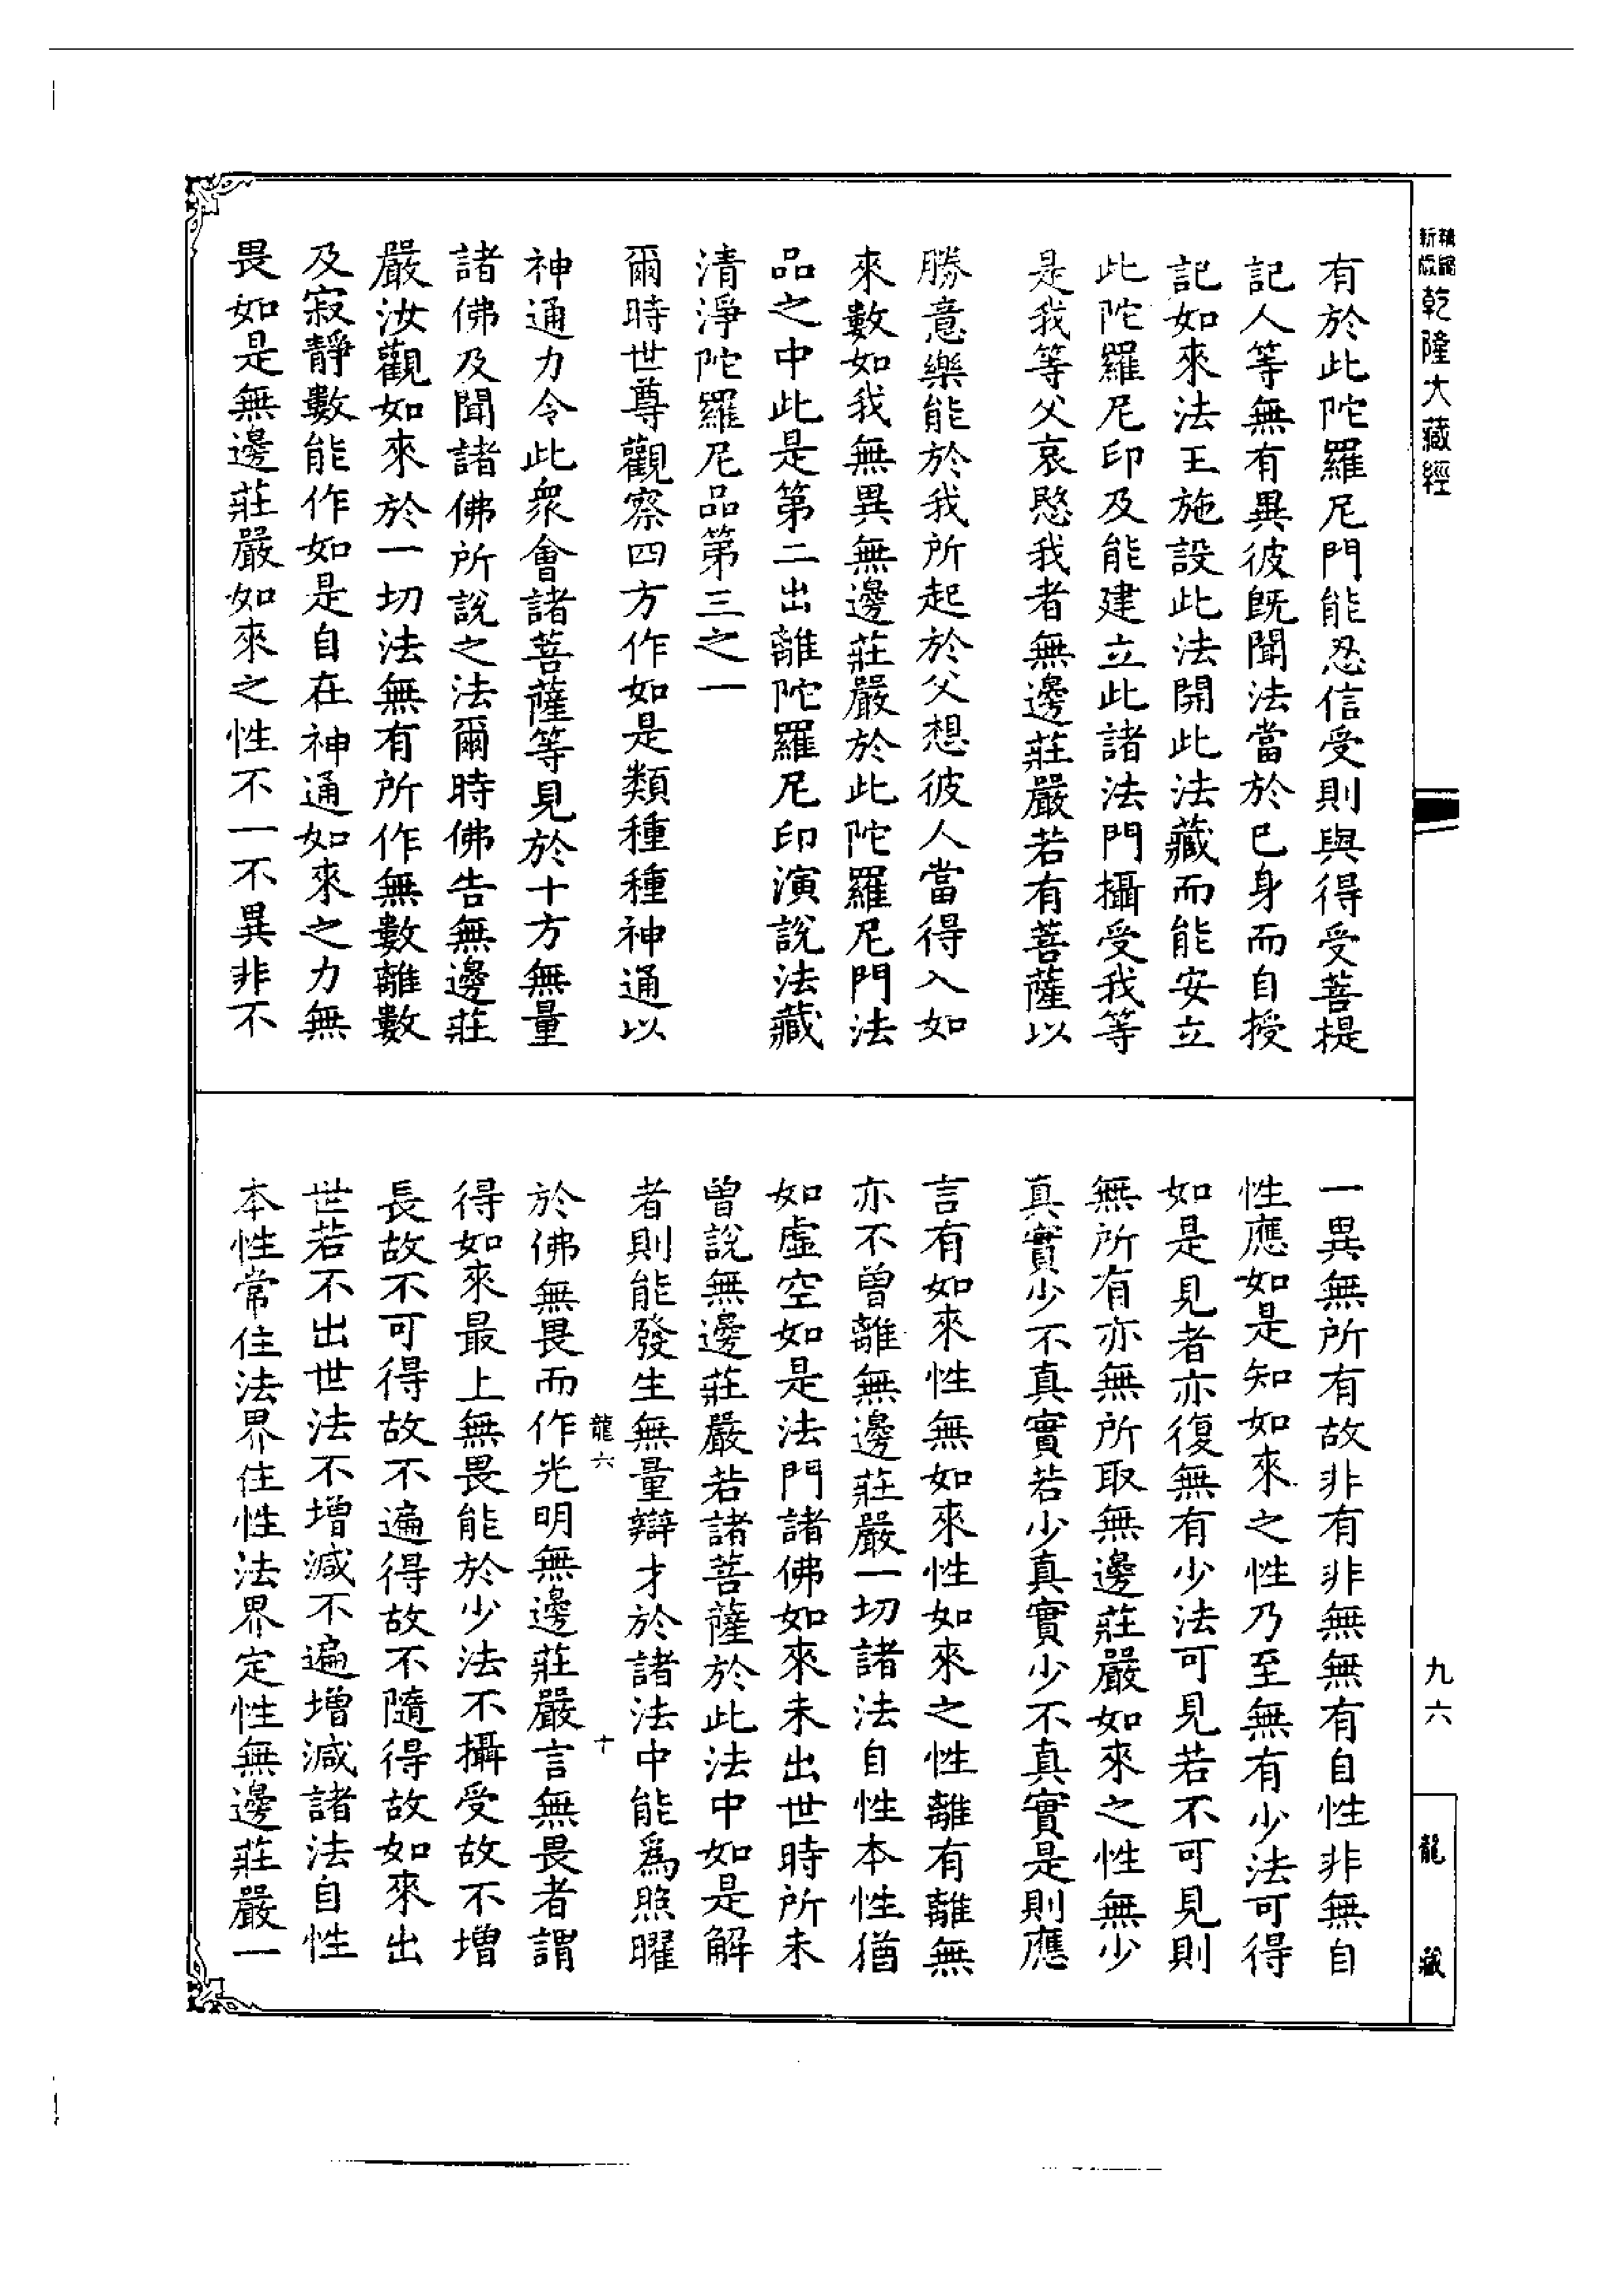 乾隆大藏經
有於此陀羅尼門能忍信受則與得受菩提
記人等無有異彼既聞法當於已身而自授
記如來法王施設此法開此法藏而能安立
此陀羅尼印及能建立此諸法門攝受我等
是我等父哀愍我者無邊莊嚴若有菩薩以
勝意樂能於我所起於父想彼人當得入如
來數如我無異無邊莊嚴於此陀羅尼門法
品之中此是第二出離陀羅尼印演說法藏
清淨陀羅尼品第三之一
爾時世尊觀察四方作如是類種種神通以
神通力令此衆會諸菩薩等見於十方無量
諸佛及聞諸佛所說之法爾時佛告無邊莊
嚴汝觀如來於一切法無有所作無數離數
及寂靜數能作如是自在神通如來之力無
畏如是無邊莊嚴如來之性不一不異非不
一異無所有故非有非無無有自性非無自
性應如是知如來之性乃至無有少法可得
如是見者亦復無有少法可見若不可見則
無所有亦無所取無邊莊嚴如來之性無少
真實少不真實若少真實少不真實是則應
言有如來性無如來性如來之性離有離無
亦不曾離無邊莊嚴一切諸法自性本性猶
如虛空如是法門諸佛如來未出世時所未
曾說無邊莊嚴若諸菩薩於此法中如是解
者則能發生無量辯才於諸法中能爲照曜
龍六
十
於佛無畏而作光明無邊莊嚴言無畏者謂
得如來最上無畏能於少法不攝受故不增
長故不可得故不遍得故不隨得故如來出
世若不出世法不增減不遍增減諸法自性
本性常住法界住性法界定性無邊莊嚴一
九六
龍藏